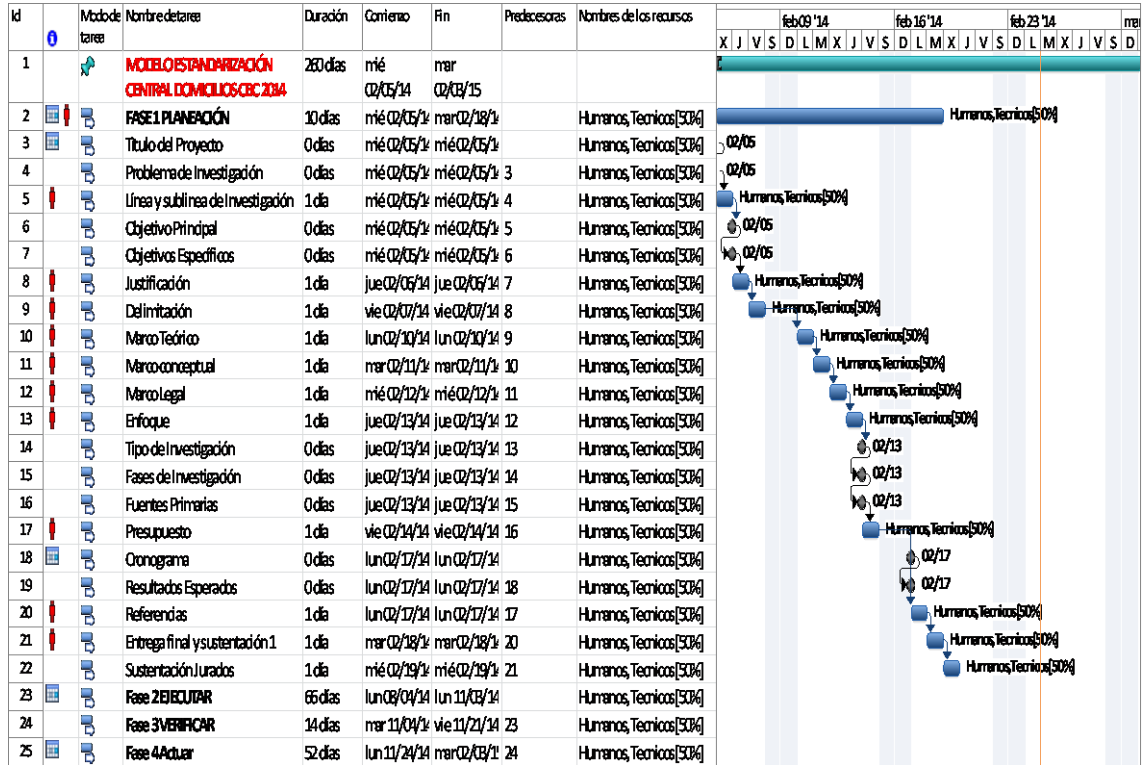 Id Modo de tarea Nombre de tarea Duración Comienzo Fin Predecesoras Nombres de los recursos feb 09 '14 feb 16 '14 feb 23 '14 ma
X J V S D L M X J V S D L M X J V S D L M X J V S D
1 MODELO ESTANDARIZACIÓN CENTRAL DOMICILIOS CBC 2014 260 días mié 02/05/14 mar 02/03/15
2 FASE 1 PLANEACIÓN 10 días mié 02/05/14 mar 02/18/14 Humanos, Tecnicos[50%] Humanos,Tecnicos[50%]
3 Titulo del Proyecto 0 días mié 02/05/14 mié 02/05/14 Humanos, Tecnicos[50%] 02/05
4 Problema de Investigación 0 días mié 02/05/14 mié 02/05/14 3 Humanos, Tecnicos[50%] 02/05
5 Línea y sublinea de Investigación 1 día mié 02/05/14 mié 02/05/14 4 Humanos, Tecnicos[50%] Humanos,Tecnicos[50%]
6 Objetivo Principal 0 días mié 02/05/14 mié 02/05/14 5 Humanos, Tecnicos[50%] 02/05
7 Objetivos Específicos 0 días mié 02/05/14 mié 02/05/14 6 Humanos, Tecnicos[50%] 02/05
8 Justificación 1 día jue 02/06/14 jue 02/06/14 7 Humanos, Tecnicos[50%] Humanos,Tecnicos[50%]
9 Delimitación 1 día vie 02/07/14 vie 02/07/14 8 Humanos, Tecnicos[50%] Humanos,Tecnicos[50%]
10 Marco Teórico 1 día lun 02/10/14 lun 02/10/14 9 Humanos, Tecnicos[50%] Humanos,Tecnicos[50%]
11 Marco conceptual 1 día mar 02/11/14 mar 02/11/14 10 Humanos, Tecnicos[50%] Humanos,Tecnicos[50%]
12 Marco Legal 1 día mié 02/12/14 mié 02/12/14 11 Humanos, Tecnicos[50%] Humanos,Tecnicos[50%]
13 Enfoque 1 día jue 02/13/14 jue 02/13/14 12 Humanos, Tecnicos[50%] Humanos,Tecnicos[50%]
14 Tipo de Investigación 0 días jue 02/13/14 jue 02/13/14 13 Humanos, Tecnicos[50%] 02/13
15 Fases de Investigación 0 días jue 02/13/14 jue 02/13/14 14 Humanos, Tecnicos[50%] 02/13
16 Fuentes Primarias 0 días jue 02/13/14 jue 02/13/14 15 Humanos, Tecnicos[50%] 02/13
17 Presupuesto 1 día vie 02/14/14 vie 02/14/14 16 Humanos, Tecnicos[50%] Humanos,Tecnicos[50%]
18 Cronograma 0 días lun 02/17/14 lun 02/17/14 Humanos, Tecnicos[50%] 02/17
19 Resultados Esperados 0 días lun 02/17/14 lun 02/17/14 18 Humanos, Tecnicos[50%] 02/17
20 Referencias 1 día lun 02/17/14 lun 02/17/14 17 Humanos, Tecnicos[50%] Humanos,Tecnicos[50%]
21 Entrega final y sustentación 1 1 día mar 02/18/14 mar 02/18/14 20 Humanos, Tecnicos[50%] Humanos,Tecnicos[50%]
22 Sustentación Jurados 1 día mié 02/19/14 mié 02/19/14 21 Humanos, Tecnicos[50%] Humanos,Tecnicos[50%]
23 Fase 2 EJECUTAR 66 días lun 08/04/14 lun 11/03/14 Humanos, Tecnicos[50%]
24 Fase 3 VERIFICAR 14 días mar 11/04/14 vie 11/21/14 23 Humanos, Tecnicos[50%]
25 Fase 4 Actuar 52 días lun 11/24/14 mar 02/03/1 24 Humanos, Tecnicos[50%]